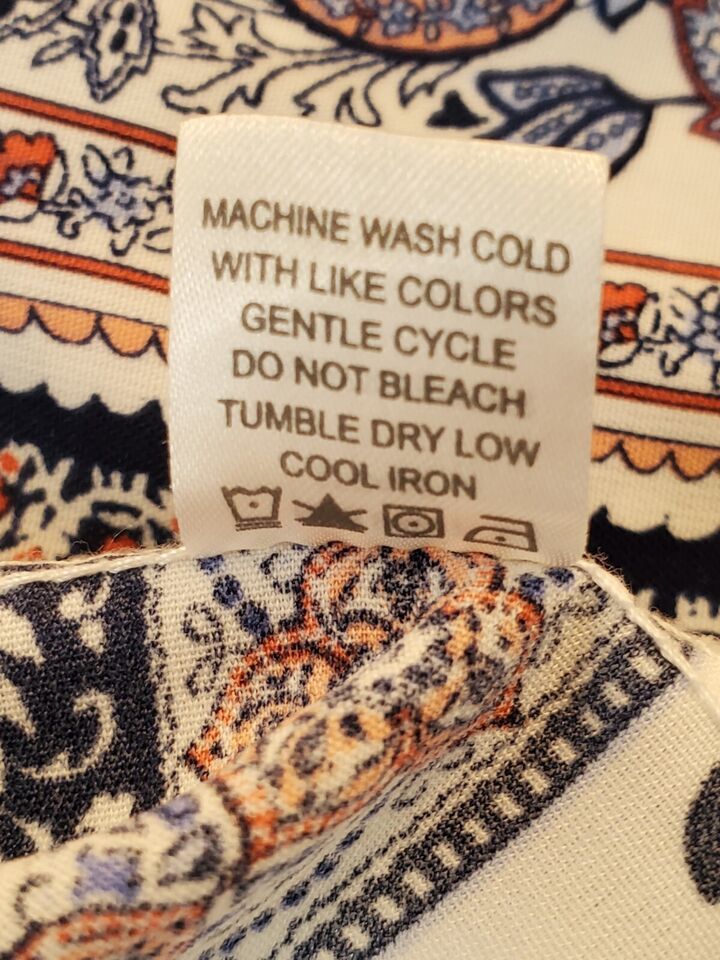 MACHINE WASH COLD
WITH LIKE COLORS
GENTLE CYCLE
DO NOT BLEACH
TUMBLE DRY LOW
COOL IRON